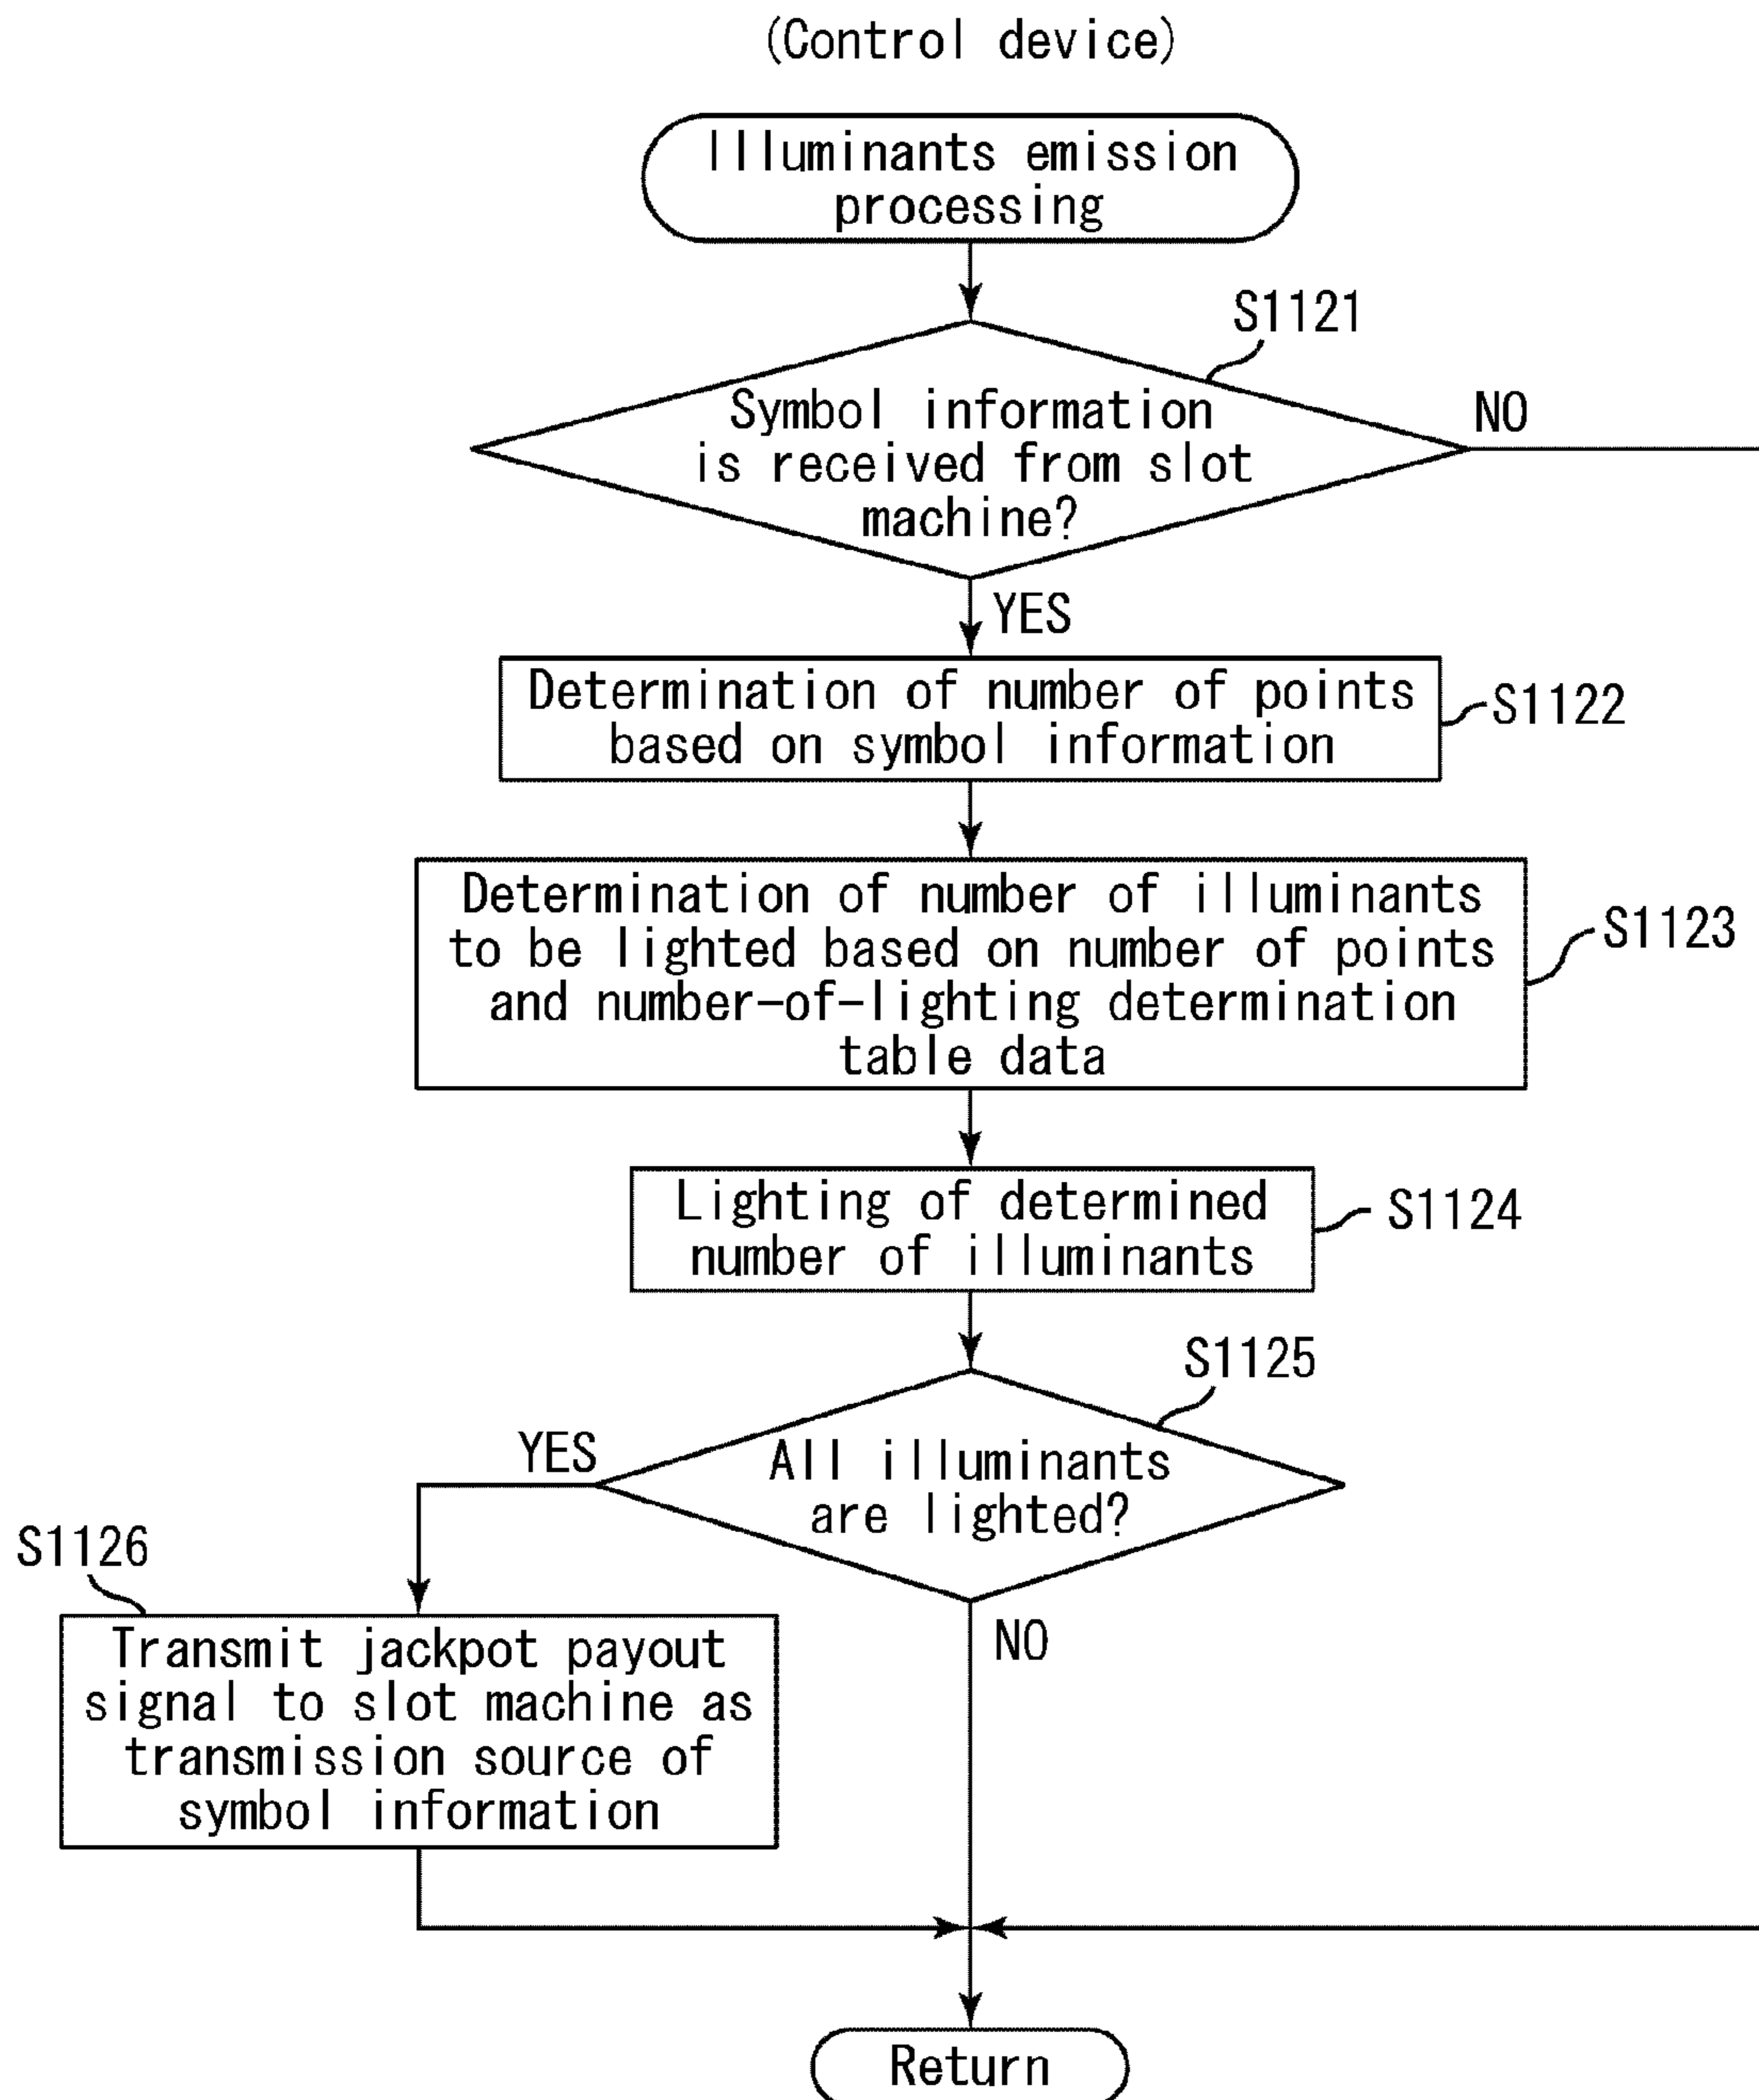 (Control device)
Illuminants emission
processing
S1121
Symbol information
is received from slot
machine?
NO
YES
Determination of number of points
based on symbol information
S1122
Determination of number of illuminants
to be lighted based on number of points
and number-of-lighting determination
table data
S1123
Lighting of determined
number of illuminants
S1124
S1125
YES
All illuminants
are lighted?
S1126
NO
Transmit jackpot payout
signal to slot machine as
transmission source of
symbol information
Return